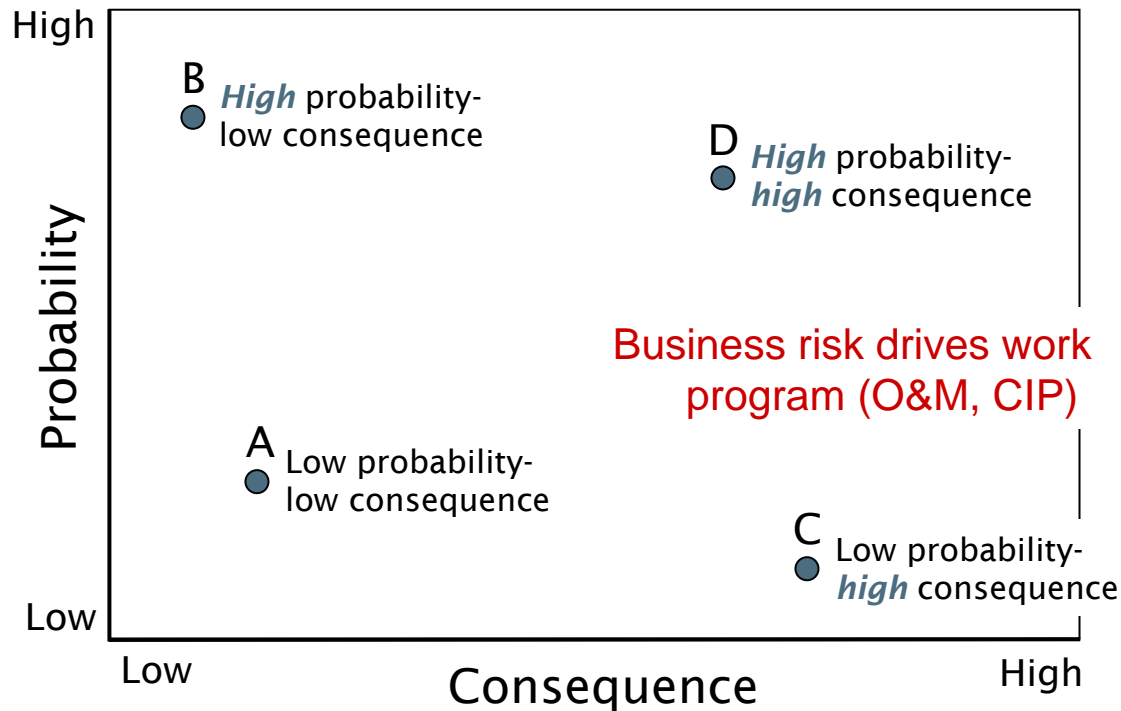 High
B
High probability-
low consequence
D
High probability-
high consequence
Probability
Business risk drives work
program (O&M, CIP)
A
Low probability-
low consequence
C
Low probability-
high consequence
Low
Low
Consequence
High